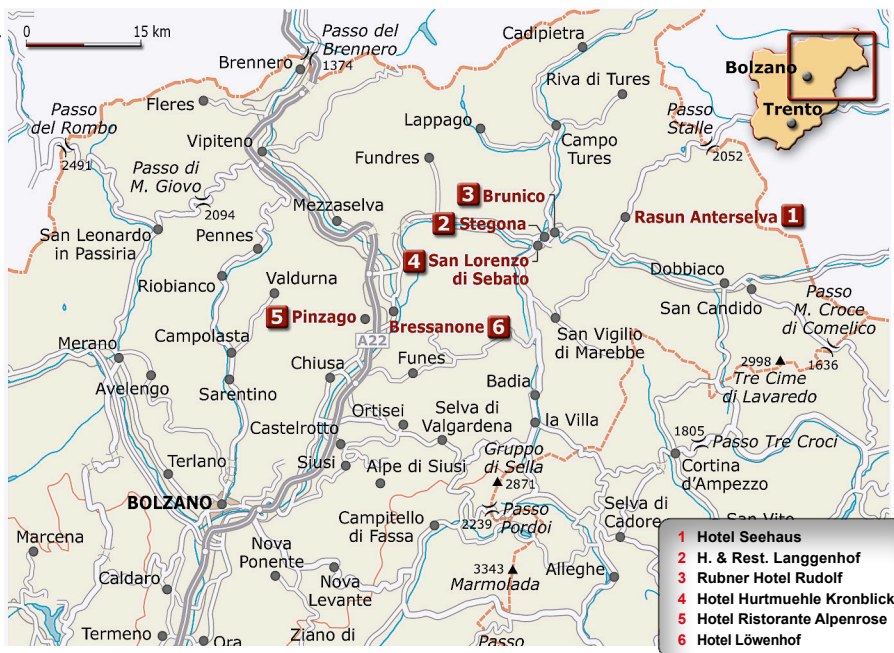 0 15 km
Passo del
Brennero
1374
Cadipietra
Brennero
Riva di Tures
Bolzano
Trento
Fleres
Passo
del Rombo
2491
Lappago
Campo
Tures
Passo
Stalle
2052
Vipiteno
Fundres
Passo di
M. Giovo
2094
3 Brunico
Mezzaselva
2 Stegona
Rasun Anterselva 1
San Leonardo
in Passiria
Pennes
4 San Lorenzo
di Sebato
Dobbiaco
Riobianco
Valdurna
San Candido
Passo
M. Croce
di Comelico
1636
5 Pinzago
Bressanone 6
San Vigilio
di Marebbe
Campolasta
A22
Merano
Chiusa
Funes
2998
Tre Cime
di Lavaredo
Avelengo
Sarentino
Badia
Ortisei
Selva di
Valgardena
la Villa
Castelrotto
1805
Passo Tre Croci
Gruppo
di Sella
2871
Terlano
Siusi
Alpe di Siusi
Cortina
d'Ampezzo
BOLZANO
Passo
Pordoi
2239
Selva di
Cadore
Campitello
di Fassa
San Vito
Marcena
Nova
Ponente
3343
Marmolada
Alleghe
Caldaro
Nova
Levante
Termeno
Ora
Ziano di
Passo
1 Hotel Seehaus
2 H. & Rest. Langgenhof
3 Rubner Hotel Rudolf
4 Hotel Hurtmuehle Kronblick
5 Hotel Ristorante Alpenrose
6 Hotel Löwenhof